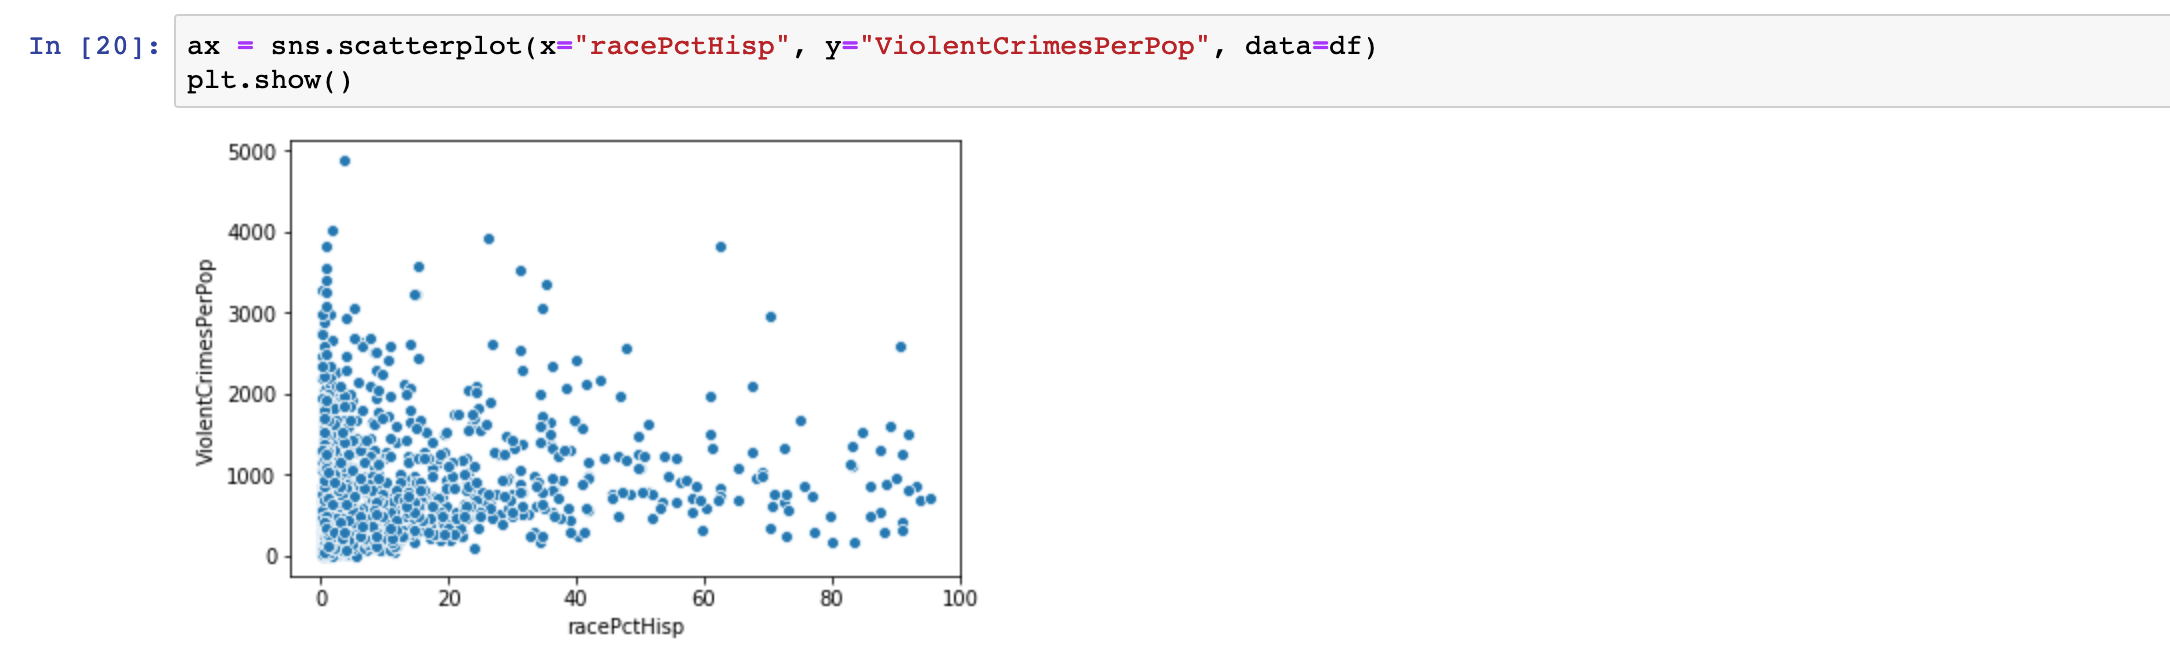 In [20]: ax = sns.scatterplot(x="racePctHisp", y="ViolentCrimesPerPop", data=df)
plt.show()
5000
4000
3000
2000
1000
0
ViolentCrimesPerPop
0 20 40 60 80 100
racePctHisp